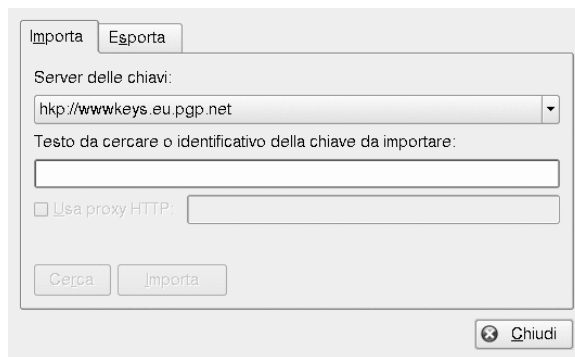 Importa Esporta
Server delle chiavi:
hkp://wwwkeys.eu.pgp.net
Testo da cercare o identificativo della chiave da importare:
Usa proxy HTTP:
Cerca Importa
Chiudi